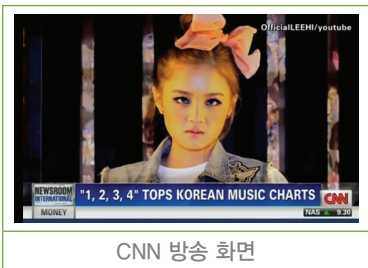 OfficialLEEHI/youtube
NEWSROOM
INTERNATIONAL
"1, 2, 3, 4" TOPS KOREAN MUSIC CHARTS
CNN
MONEY
NAS ▲ 9.30
CNN 방송 화면